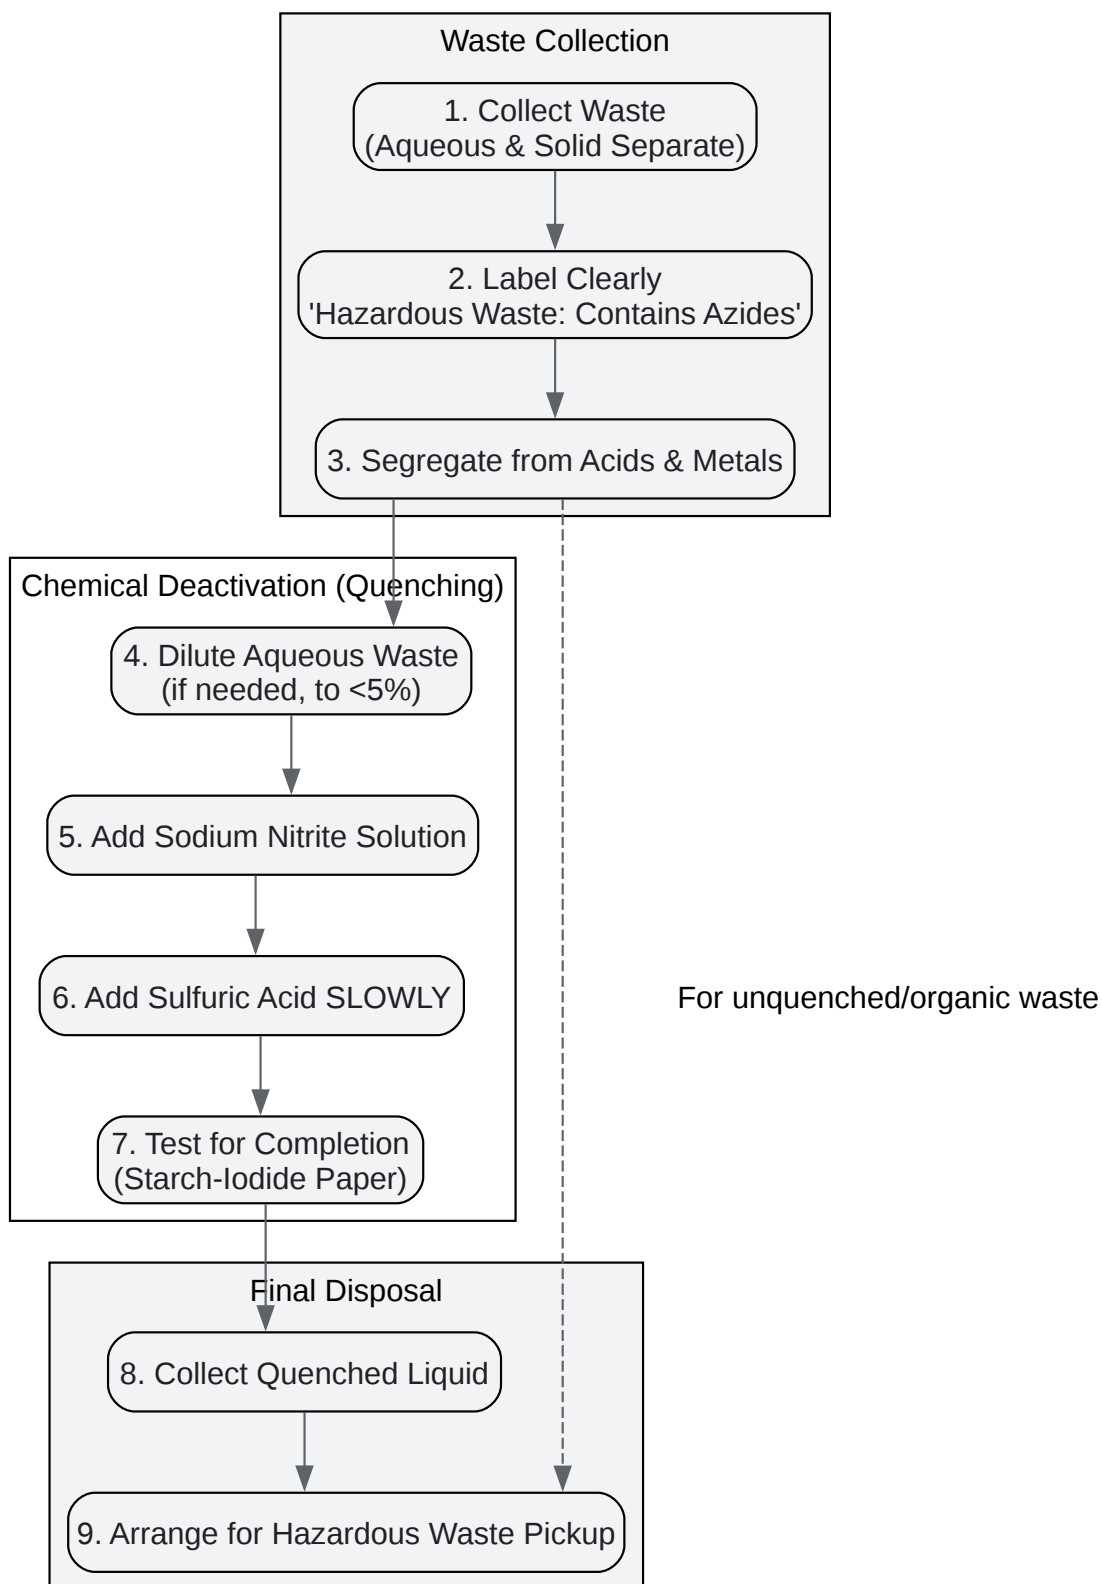 Waste Collection
1. Collect Waste
(Aqueous & Solid Separate)
2. Label Clearly
'Hazardous Waste: Contains Azides'
3. Segregate from Acids & Metals
Chemical Deactivation (Quenching)
4. Dilute Aqueous Waste
(if needed, to <5%)
5. Add Sodium Nitrite Solution
6. Add Sulfuric Acid SLOWLY
For unquenched/organic waste
7. Test for Completion
(Starch-Iodide Paper)
Final Disposal
8. Collect Quenched Liquid
9. Arrange for Hazardous Waste Pickup